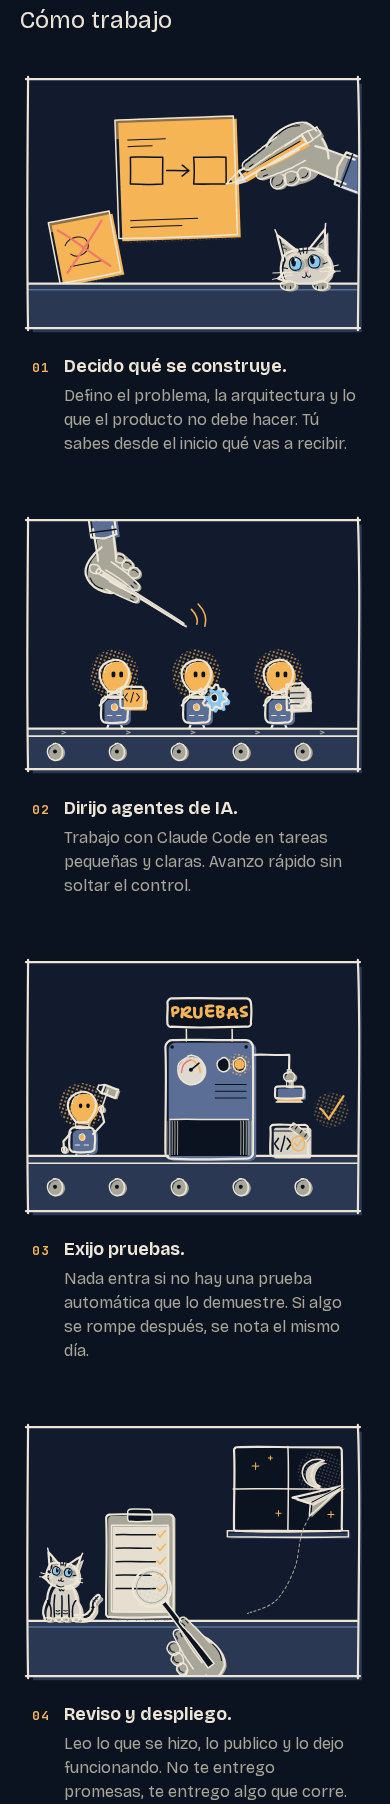 Cómo trabajo
01 Decido qué se construye.
Defino el problema, la arquitectura y lo
que el producto no debe hacer. Tú
sabes desde el inicio qué vas a recibir.
</>
02 Dirijo agentes de IA.
Trabajo con Claude Code en tareas
pequeñas y claras. Avanzo rápido sin
soltar el control.
PRUEBAS
</>
03 Exijo pruebas.
Nada entra si no hay una prueba
automática que lo demuestre. Si algo
se rompe después, se nota el mismo
día.
04 Reviso y despliego.
Leo lo que se hizo, lo publico y lo dejo
funcionando. No te entrego
promesas, te entrego algo que corre.